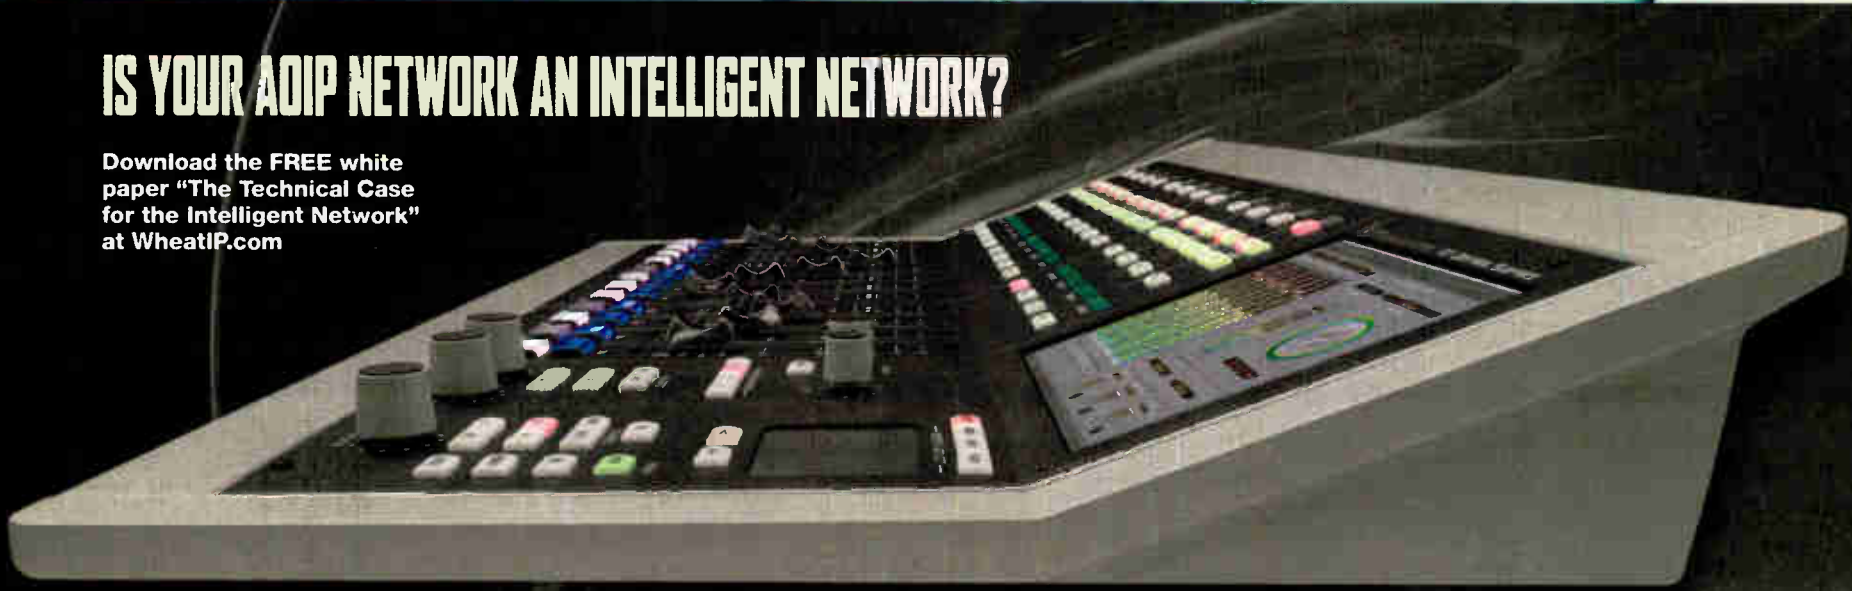 IS YOUR AOIP NETWORK AN INTELLIGENT NETWORK?
Download the FREE white
paper “The Technical Case
for the Intelligent Network”
at WheatIP.com